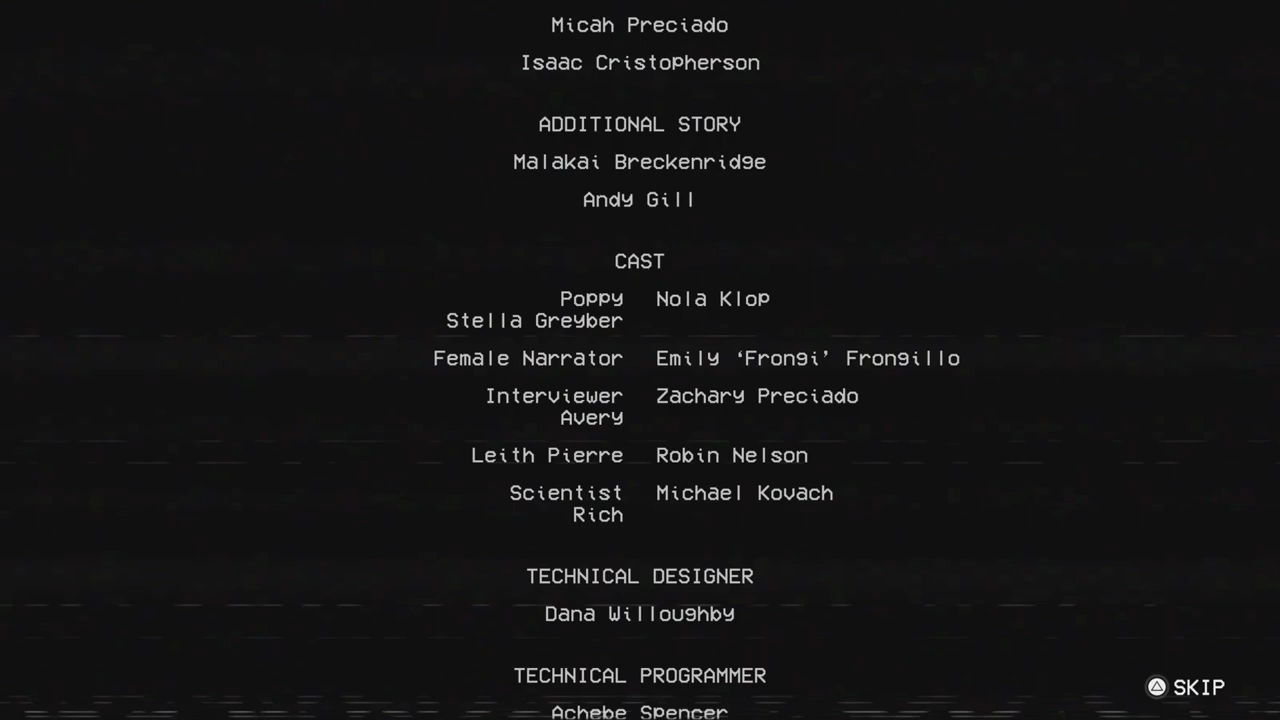 Micah Preciado
Isaac Cristopherson
ADDITIONAL STORY
Malakai Breckenridge
Andy Gill
CAST
Poppy Nola Klop
Stella Greyber
Female Narrator Emily ‘Frongi’ Frongillo
Interviewer Zachary Preciado
Avery
Leith Pierre Robin Nelson
Scientist Michael Kovach
Rich
TECHNICAL DESIGNER
Dana Willoughby
TECHNICAL PROGRAMMER
Achebe Spencer
SKIP